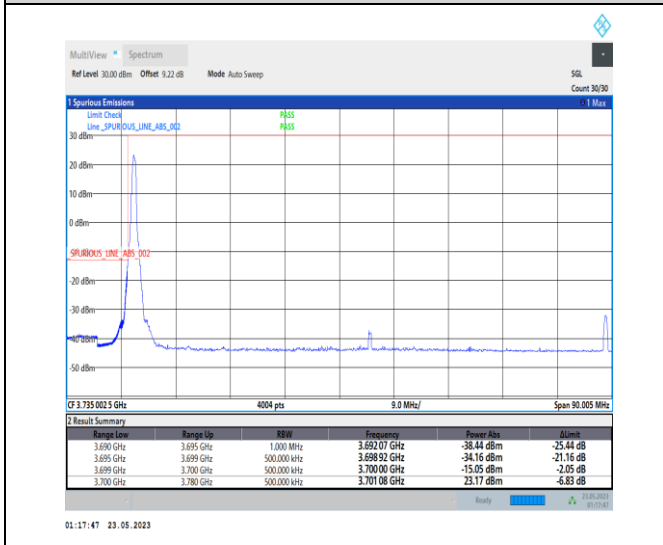 MultiView Spectrum
Ref Level 30.00 dBm Offset 9.22 dB Mode Auto Sweep SGL
Count 30/30
1 Spurious Emissions 1 Max
Limit Check PASS
Line _SPURIOUS_LINE_ABS_002 PASS
30 dBm
20 dBm
10 dBm
0 dBm
_SPURIOUS_LINE_ABS_002
-20 dBm
-30 dBm
-40 dBm
-50 dBm
CF 3.735 002 5 GHz 4004 pts 9.0 MHz/ Span 90.005 MHz
2 Result Summary
Range Low Range Up RBW Frequency Power Abs ΔLimit
3.690 GHz 3.695 GHz 1.000 MHz 3.692 07 GHz -38.44 dBm -25.44 dB
3.695 GHz 3.699 GHz 500.000 kHz 3.698 92 GHz -34.16 dBm -21.16 dB
3.699 GHz 3.700 GHz 500.000 kHz 3.700 00 GHz -15.05 dBm -2.05 dB
3.700 GHz 3.780 GHz 500.000 kHz 3.701 08 GHz 23.17 dBm -6.83 dB
Ready 23.05.2023
01:17:47
01:17:47 23.05.2023